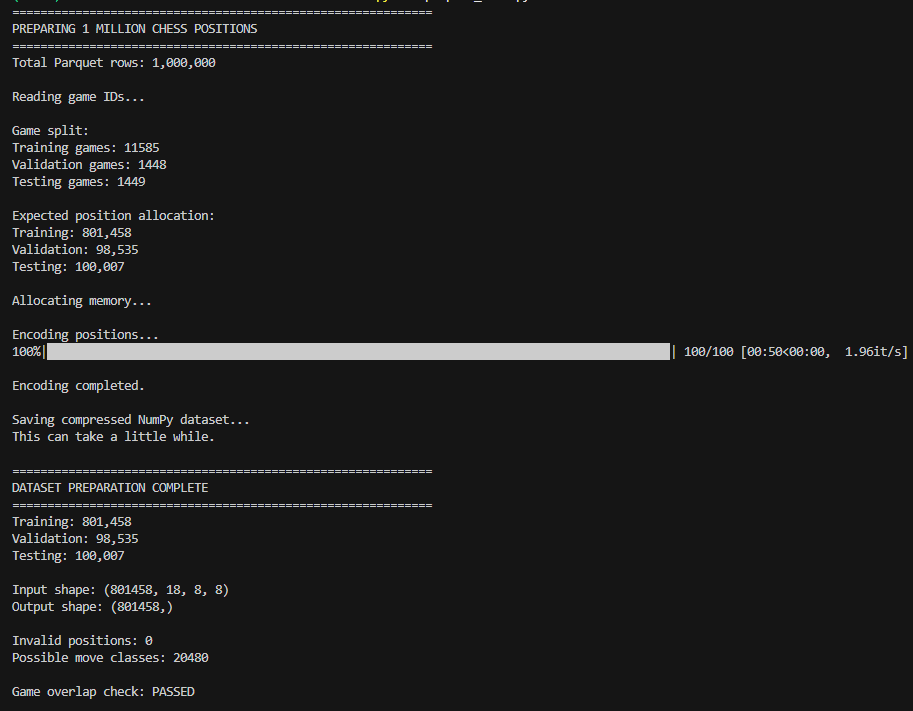 ============================================================
PREPARING 1 MILLION CHESS POSITIONS
============================================================
Total Parquet rows: 1,000,000
Reading game IDs...
Game split:
Training games: 11585
Validation games: 1448
Testing games: 1449
Expected position allocation:
Training: 801,458
Validation: 98,535
Testing: 100,007
Allocating memory...
Encoding positions...
100%| | 100/100 [00:50<00:00,  1.96it/s]
Encoding completed.
Saving compressed NumPy dataset...
This can take a little while.
============================================================
DATASET PREPARATION COMPLETE
============================================================
Training: 801,458
Validation: 98,535
Testing: 100,007
Input shape: (801458, 18, 8, 8)
Output shape: (801458,)
Invalid positions: 0
Possible move classes: 20480
Game overlap check: PASSED